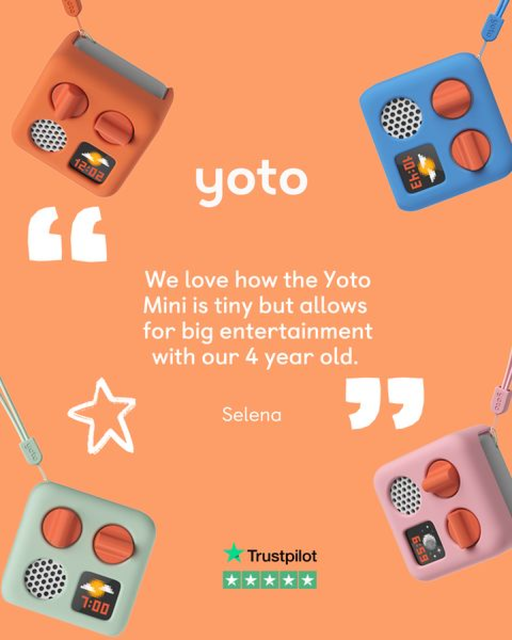 12:02
10:43
yoto
We love how the Yoto
Mini is tiny but allows
for big entertainment
with our 4 year old.
Selena
7:00
6:59
Trustpilot